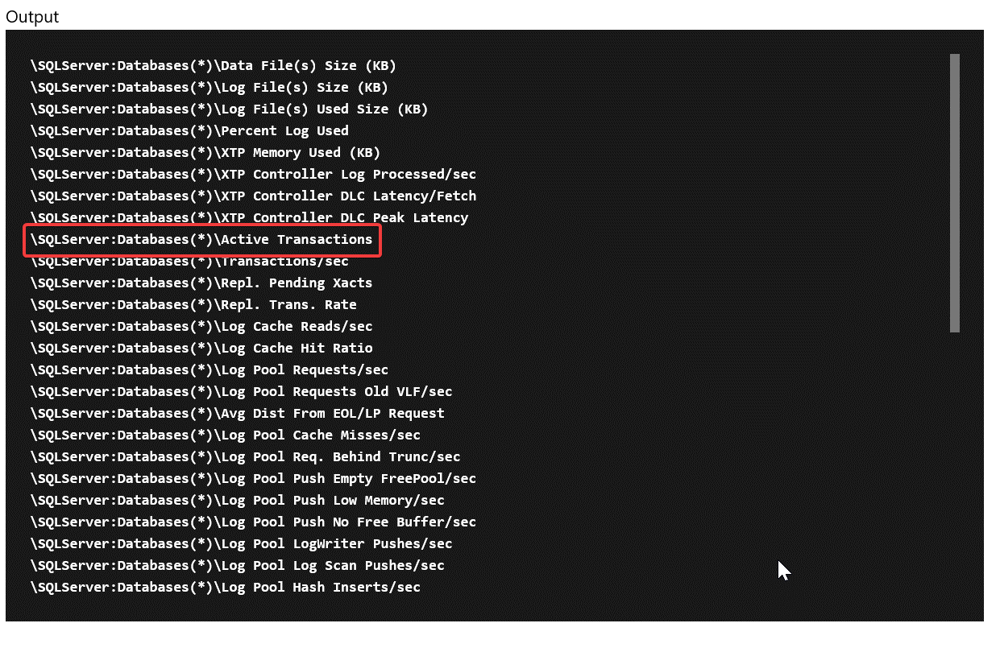 Output
\SQLServer:Databases(*)\Data File(s) Size (KB)
\SQLServer:Databases(*)\Log File(s) Size (KB)
\SQLServer:Databases(*)\Log File(s) Used Size (KB)
\SQLServer:Databases(*)\Percent Log Used
\SQLServer:Databases(*)\XTP Memory Used (KB)
\SQLServer:Databases(*)\XTP Controller Log Processed/sec
\SQLServer:Databases(*)\XTP Controller DLC Latency/Fetch
\SQLServer:Databases(*)\XTP Controller DLC Peak Latency
\SQLServer:Databases(*)\Active Transactions
\SQLServer:Databases(*)\Transactions/sec
\SQLServer:Databases(*)\Repl. Pending Xacts
\SQLServer:Databases(*)\Repl. Trans. Rate
\SQLServer:Databases(*)\Log Cache Reads/sec
\SQLServer:Databases(*)\Log Cache Hit Ratio
\SQLServer:Databases(*)\Log Pool Requests/sec
\SQLServer:Databases(*)\Log Pool Requests Old VLF/sec
\SQLServer:Databases(*)\Avg Dist From EOL/LP Request
\SQLServer:Databases(*)\Log Pool Cache Misses/sec
\SQLServer:Databases(*)\Log Pool Req. Behind Trunc/sec
\SQLServer:Databases(*)\Log Pool Push Empty FreePool/sec
\SQLServer:Databases(*)\Log Pool Push Low Memory/sec
\SQLServer:Databases(*)\Log Pool Push No Free Buffer/sec
\SQLServer:Databases(*)\Log Pool LogWriter Pushes/sec
\SQLServer:Databases(*)\Log Pool Log Scan Pushes/sec
\SQLServer:Databases(*)\Log Pool Hash Inserts/sec